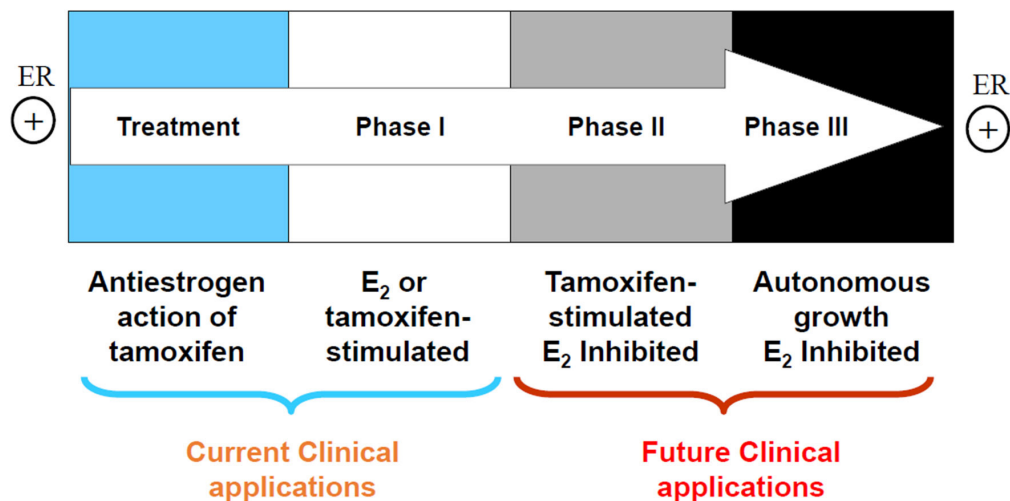 ER
+
Treatment
Phase I
Phase II
Phase III
ER
+
Antiestrogen
action of
tamoxifen
E₂ or
tamoxifen-
stimulated
Tamoxifen-
stimulated
E₂ Inhibited
Autonomous
growth
E₂ Inhibited
Current Clinical
applications
Future Clinical
applications